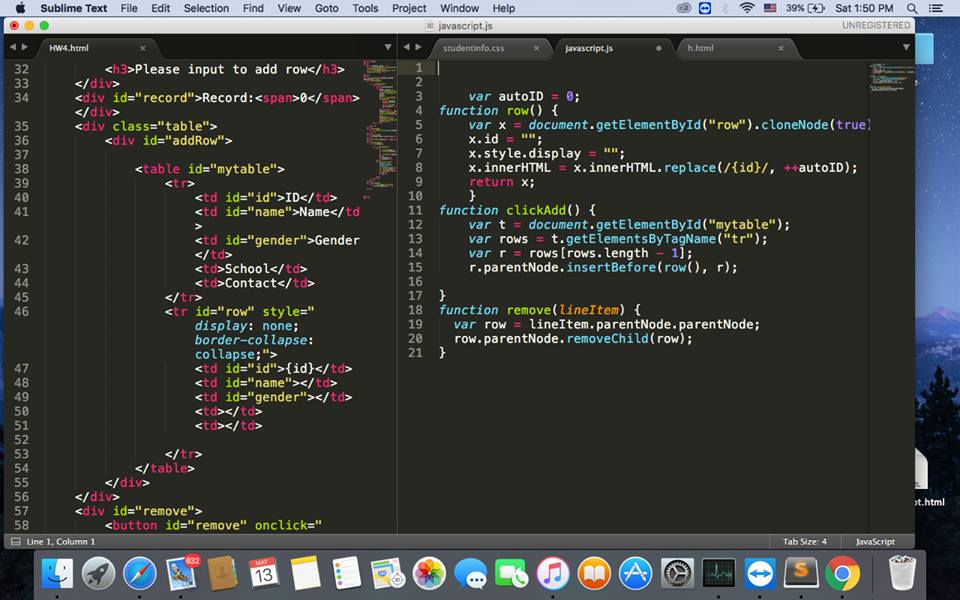 Sublime Text File Edit Selection Find View Goto Tools Project Window Help 39% Sat 1:50 PM
javascript.js UNREGISTERED
HW4.html studentinfo.css javascript.js h.html
32 <h3>Please input to add row</h3>
33 </div>
34 <div id="record">Record:<span>0</span>
</div>
35 <div class="table">
36 <div id="addRow">
37
38 <table id="mytable">
39 <tr>
40 <td id="id">ID</td>
41 <td id="name">Name</td
>
42 <td id="gender">Gender
</td>
43 <td>School</td>
44 <td>Contact</td>
45 </tr>
46 <tr id="row" style="
display: none;
border-collapse:
collapse;">
47 <td id="id">{id}</td>
48 <td id="name"></td>
49 <td id="gender"></td>
50 <td></td>
51 <td></td>
52
53 </tr>
54 </table>
55 </div>
56 </div>
57 <div id="remove">
58 <button id="remove" onclick="
1
2
3 var autoID = 0;
4 function row() {
5 var x = document.getElementById("row").cloneNode(true)
6 x.id = "";
7 x.style.display = "";
8 x.innerHTML = x.innerHTML.replace(/{id}/, ++autoID);
9 return x;
10 }
11 function clickAdd() {
12 var t = document.getElementById("mytable");
13 var rows = t.getElementsByTagName("tr");
14 var r = rows[rows.length - 1];
15 r.parentNode.insertBefore(row(), r);
16
17 }
18 function remove(lineItem) {
19 var row = lineItem.parentNode.parentNode;
20 row.parentNode.removeChild(row);
21 }
Line 1, Column 1 Tab Size: 4 JavaScript
ot.html
632
MAY
13